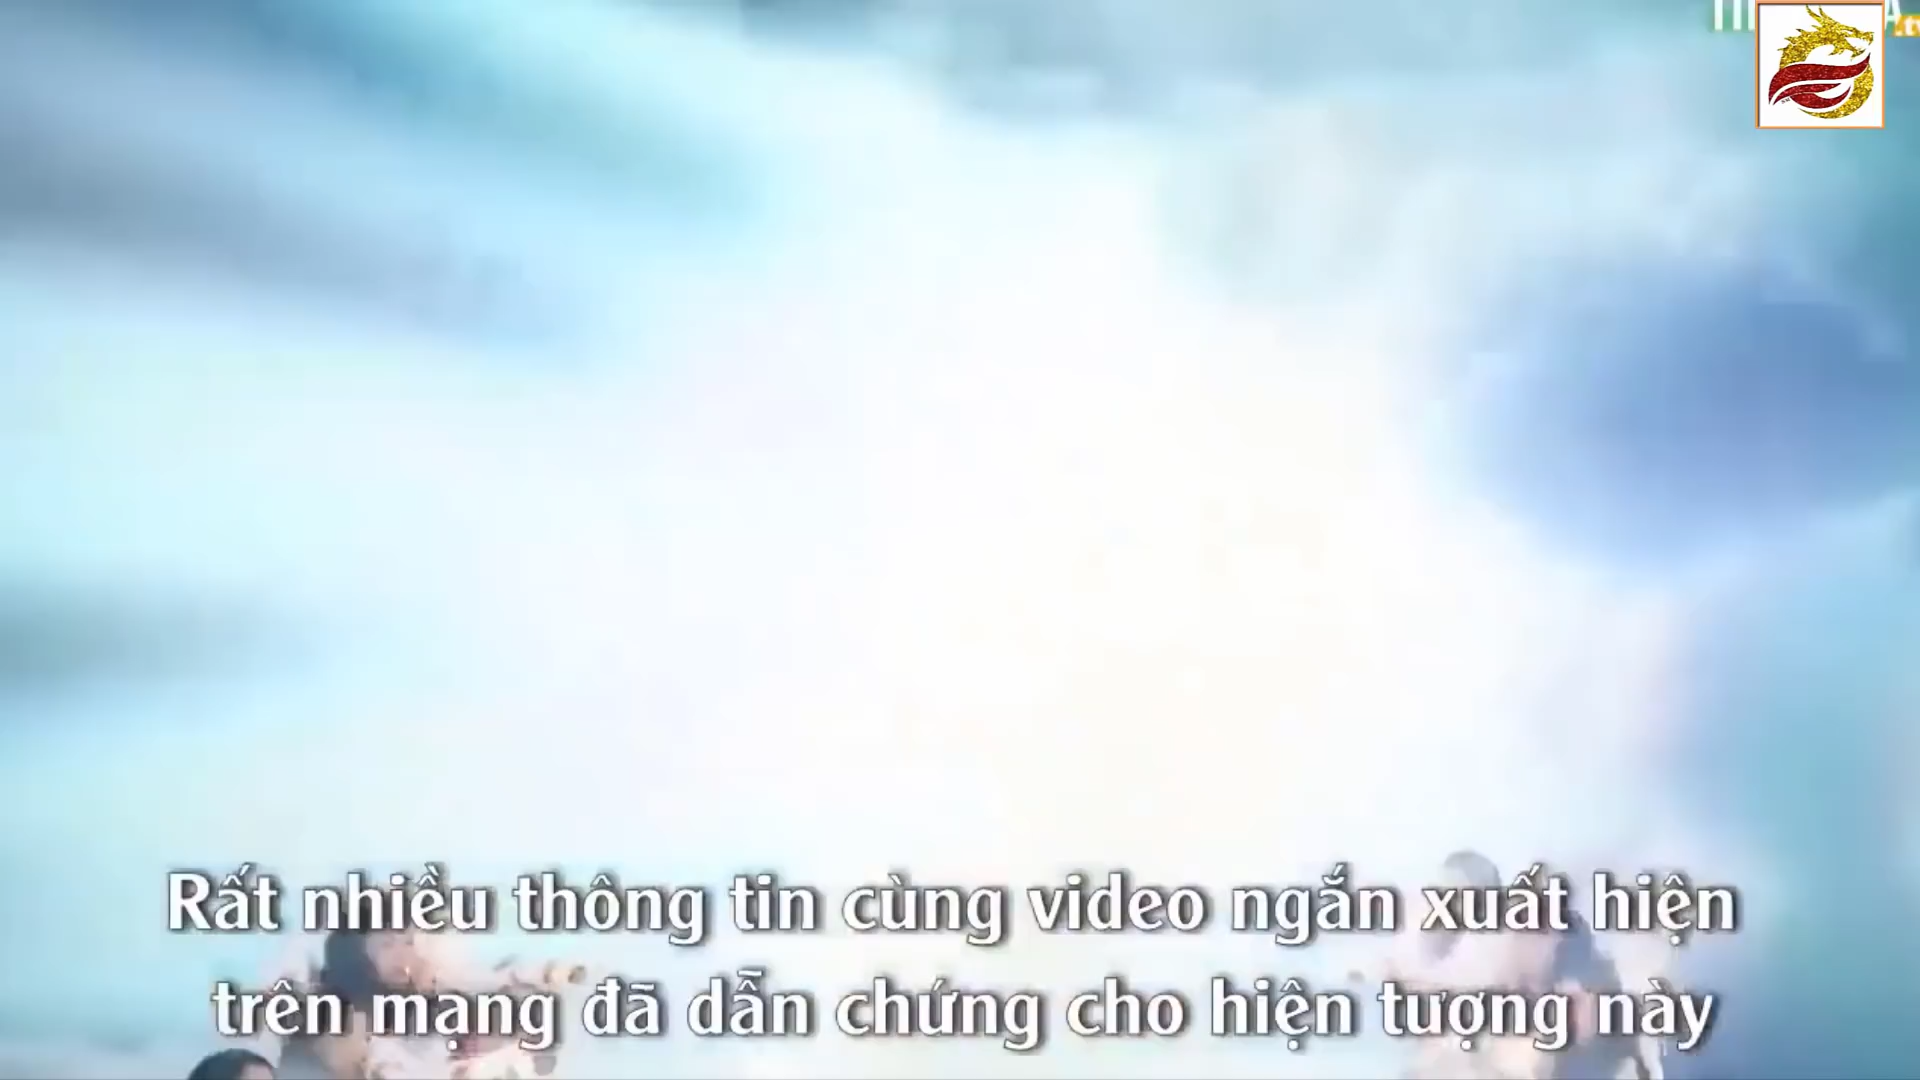 Rất nhiều thông tin cùng video ngắn xuất hiện
trên mạng đã dẫn chứng cho hiện tượng này